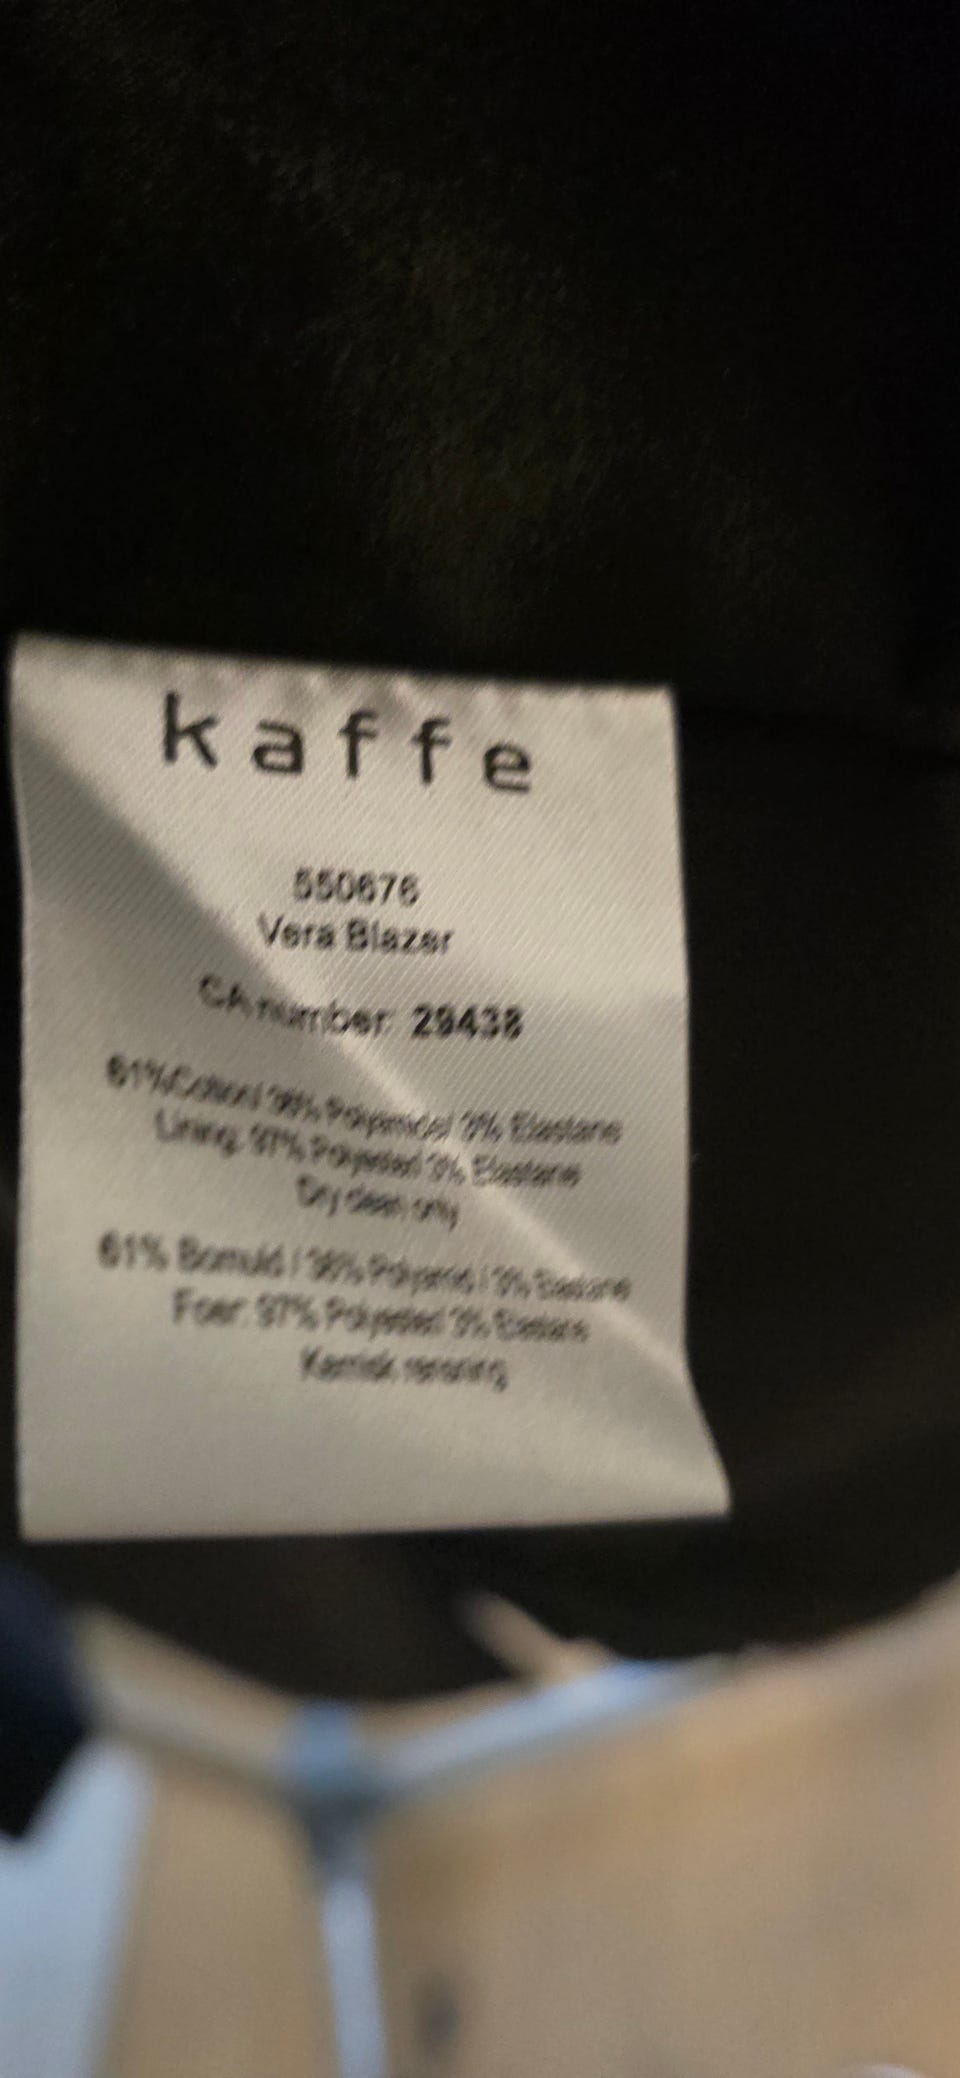 kaffe
550676
Vera Blazer
CA number: 29438
61% Cotton/ 36% Polyamide/ 3% Elastane
Lining: 97% Polyester/ 3% Elastane
Dry clean only
61% Bomuld / 36% Polyamid / 3% Elastane
Foer: 97% Polyester/ 3% Elastane
Kemisk rensning